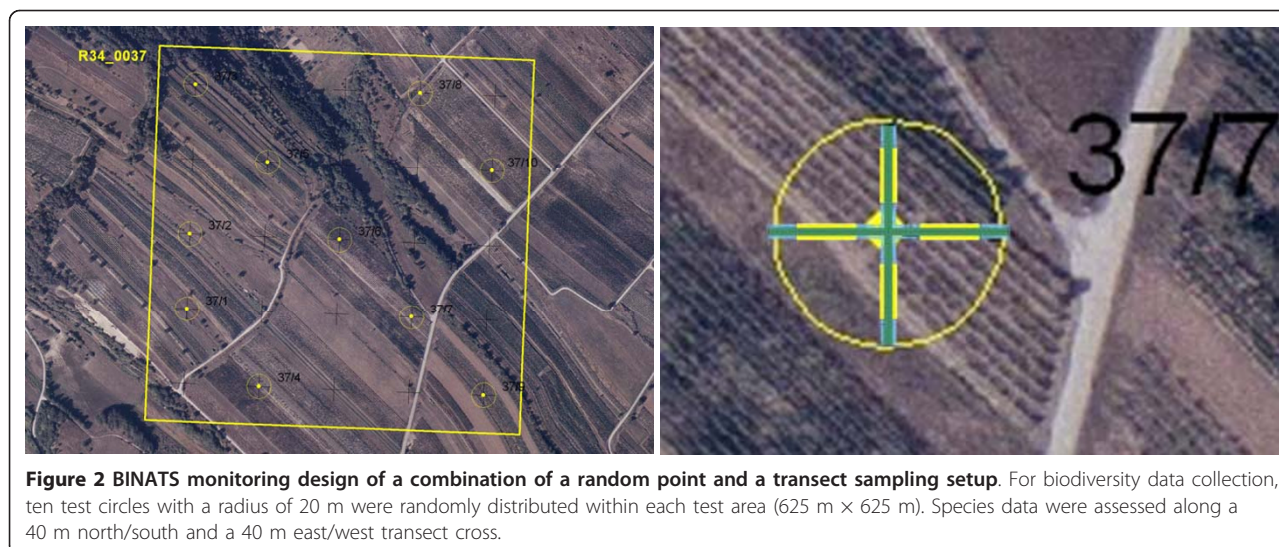 R34_0037
37/3
37/8
37/5
37/10
37/2
37/6
37/1
37/7
37/4
37/9
37/7
Figure 2 BINATS monitoring design of a combination of a random point and a transect sampling setup. For biodiversity data collection,
ten test circles with a radius of 20 m were randomly distributed within each test area (625 m × 625 m). Species data were assessed along a
40 m north/south and a 40 m east/west transect cross.